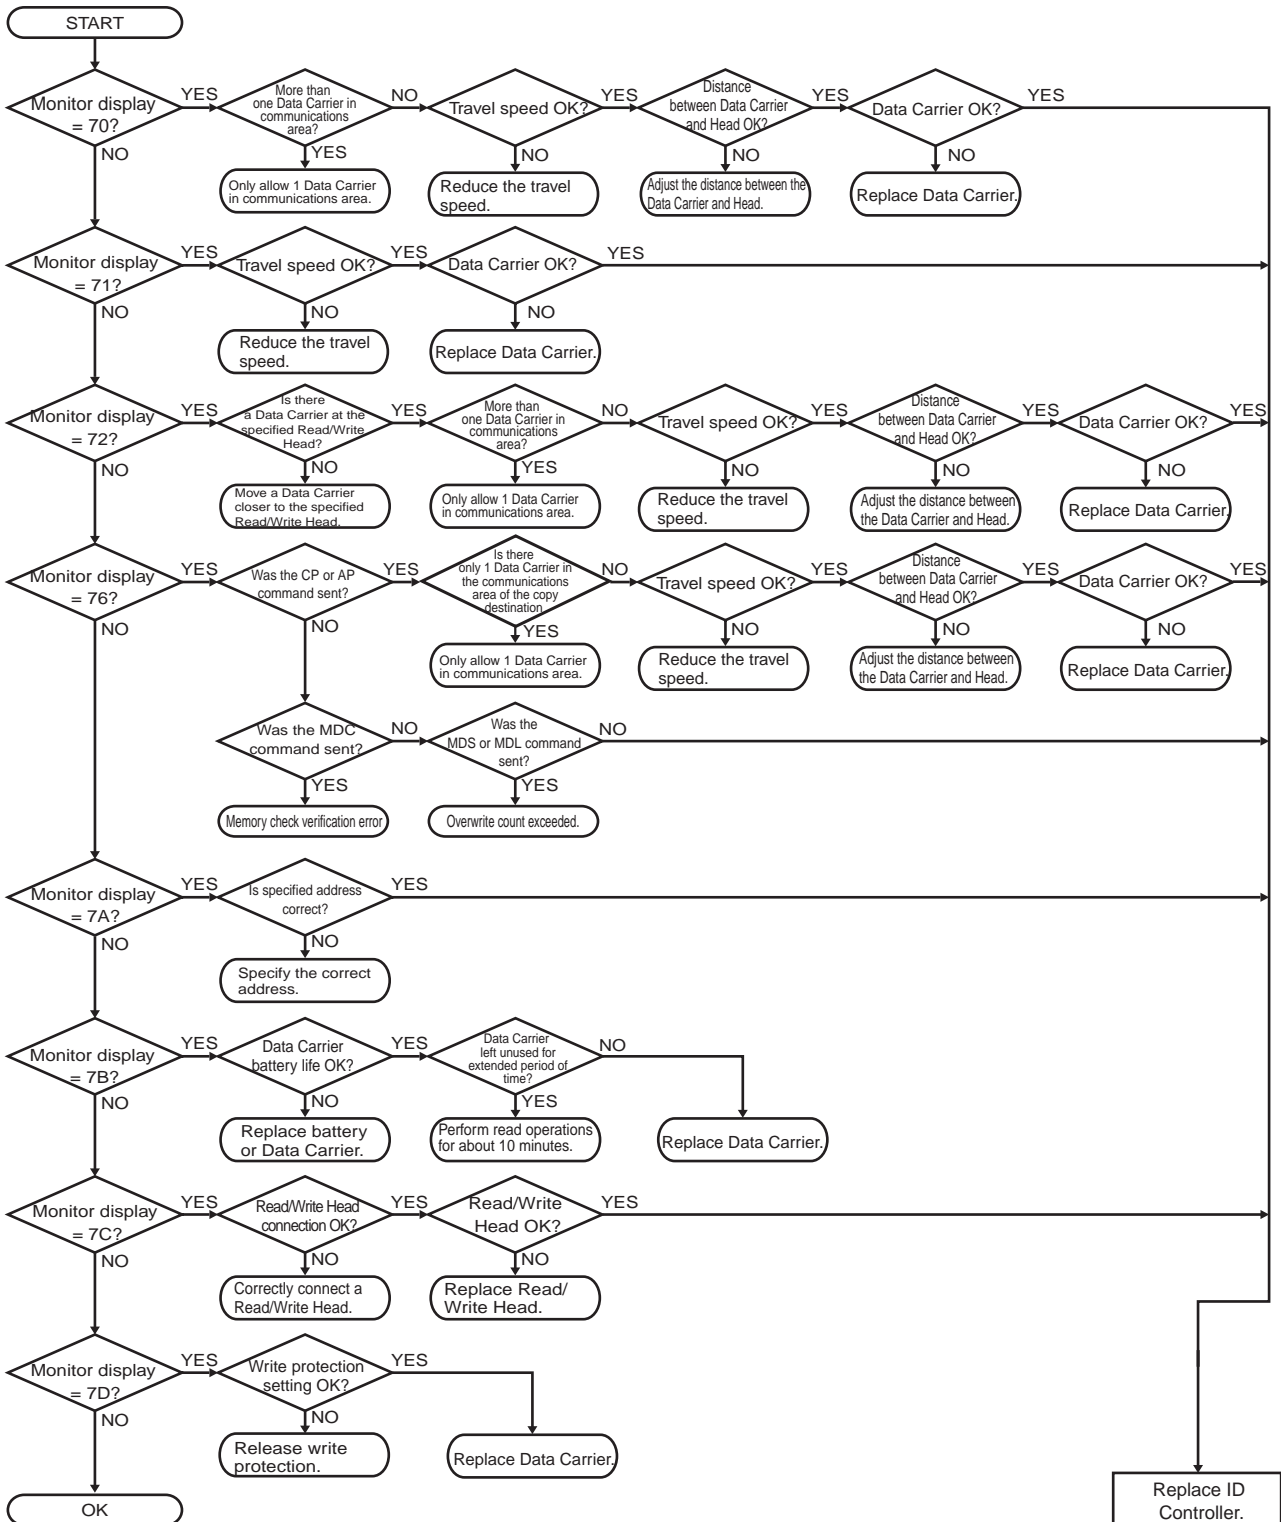 START
Monitor display
= 70?
YES
More than
one Data Carrier in
communications
area?
NO
Travel speed OK?
YES
Distance
between Data Carrier
and Head OK?
YES
Data Carrier OK?
YES
NO
YES
NO
NO
NO
Only allow 1 Data Carrier
in communications area.
Reduce the travel
speed.
Adjust the distance between the
Data Carrier and Head.
Replace Data Carrier.
Monitor display
= 71?
YES
Travel speed OK?
YES
Data Carrier OK?
YES
NO
NO
NO
Reduce the travel
speed.
Replace Data Carrier.
Monitor display
= 72?
YES
Is there
a Data Carrier at the
specified Read/Write
Head?
YES
More than
one Data Carrier in
communications
area?
NO
Travel speed OK?
YES
Distance
between Data Carrier
and Head OK?
YES
Data Carrier OK?
YES
NO
NO
YES
NO
NO
NO
Move a Data Carrier
closer to the specified
Read/Write Head.
Only allow 1 Data Carrier
in communications area.
Reduce the travel
speed.
Adjust the distance between
the Data Carrier and Head.
Replace Data Carrier.
Monitor display
= 76?
YES
Was the CP or AP
command sent?
YES
Is there
only 1 Data Carrier in
the communications
area of the copy
destination
NO
Travel speed OK?
YES
Distance
between Data Carrier
and Head OK?
YES
Data Carrier OK?
YES
NO
NO
YES
NO
NO
NO
Only allow 1 Data Carrier
in communications area.
Reduce the travel
speed.
Adjust the distance between
the Data Carrier and Head.
Replace Data Carrier.
Was the MDC
command sent?
NO
Was the
MDS or MDL command
sent?
NO
YES
YES
Memory check verification error
Overwrite count exceeded.
Monitor display
= 7A?
YES
Is specified address
correct?
YES
NO
NO
Specify the correct
address.
Monitor display
= 7B?
YES
Data Carrier
battery life OK?
YES
Data Carrier
left unused for
extended period of
time?
NO
NO
NO
YES
Replace battery
or Data Carrier.
Perform read operations
for about 10 minutes.
Replace Data Carrier.
Monitor display
= 7C?
YES
Read/Write Head
connection OK?
YES
Read/Write
Head OK?
YES
NO
NO
NO
Correctly connect a
Read/Write Head.
Replace Read/
Write Head.
Monitor display
= 7D?
YES
Write protection
setting OK?
YES
NO
NO
Release write
protection.
Replace Data Carrier.
OK
Replace ID
Controller.